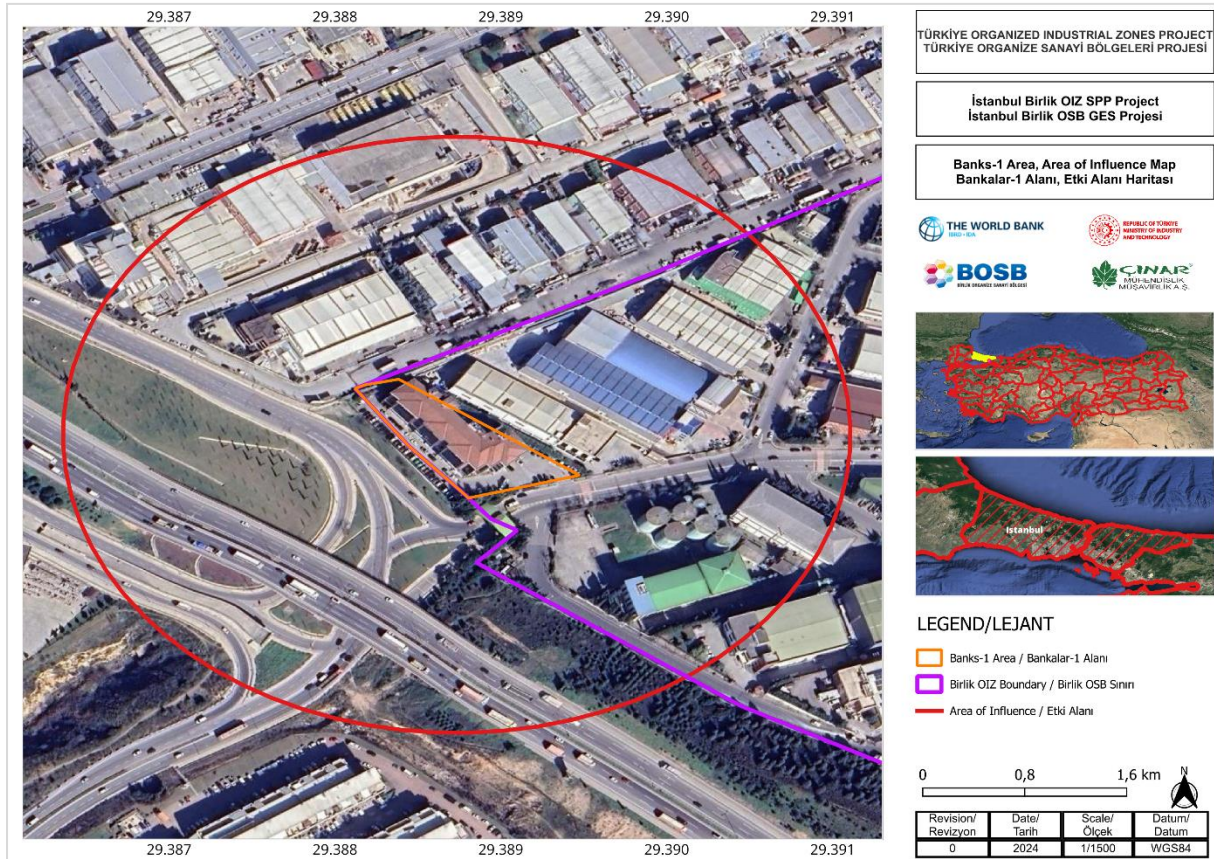 29.387 29.388 29.389 29.390 29.391
TÜRKİYE ORGANIZED INDUSTRIAL ZONES PROJECT
TÜRKİYE ORGANİZE SANAYİ BÖLGELERİ PROJESİ
İstanbul Birlik OIZ SPP Project
İstanbul Birlik OSB GES Projesi
Banks-1 Area, Area of Influence Map
Bankalar-1 Alanı, Etki Alanı Haritası
THE WORLD BANK
IBRD • IDA
REPUBLIC OF TÜRKİYE
MINISTRY OF INDUSTRY
AND TECHNOLOGY
BOSB
BİRLİK ORGANİZE SANAYİ BÖLGESİ
ÇINAR
MÜHENDİSLİK
MÜŞAVİRLİK A.Ş.
İstanbul
LEGEND/LEJANT
Banks-1 Area / Bankalar-1 Alanı
Birlik OIZ Boundary / Birlik OSB Sınırı
Area of Influence / Etki Alanı
0 0,8 1,6 km
N
Revision/ Date/ Scale/ Datum/
Revizyon Tarih Ölçek Datum
0 2024 1/1500 WGS84
29.387 29.388 29.389 29.390 29.391